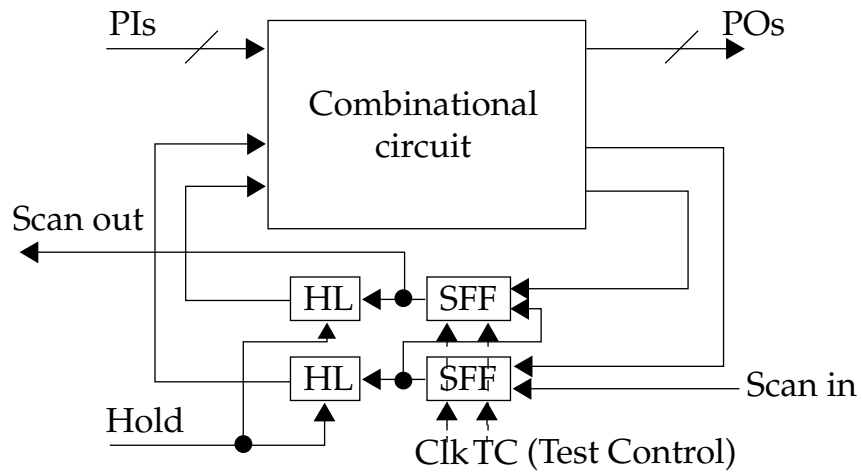 PIs
POs
Combinational
circuit
Scan out
HL
SFF
HL
SFF
Scan in
Hold
Clk TC (Test Control)